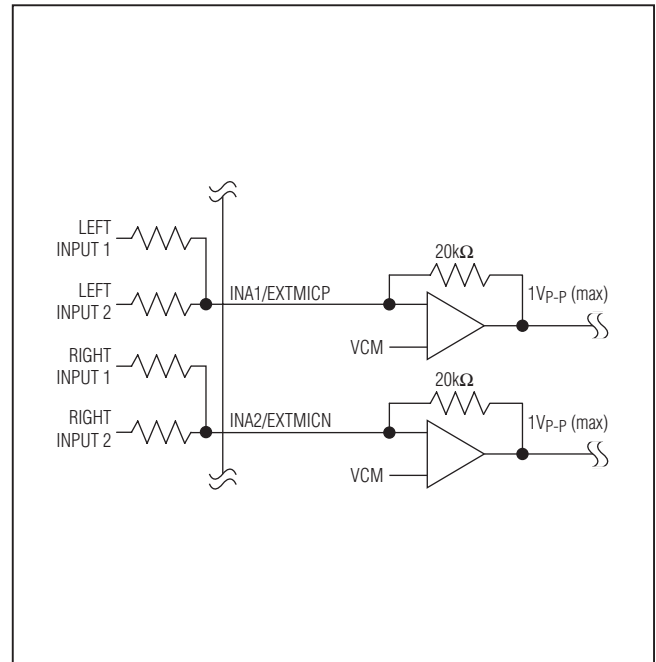 LEFT
INPUT 1
LEFT
INPUT 2
INA1/EXTMICP
20kΩ
1VP-P (max)
VCM
RIGHT
INPUT 1
RIGHT
INPUT 2
INA2/EXTMICN
20kΩ
1VP-P (max)
VCM